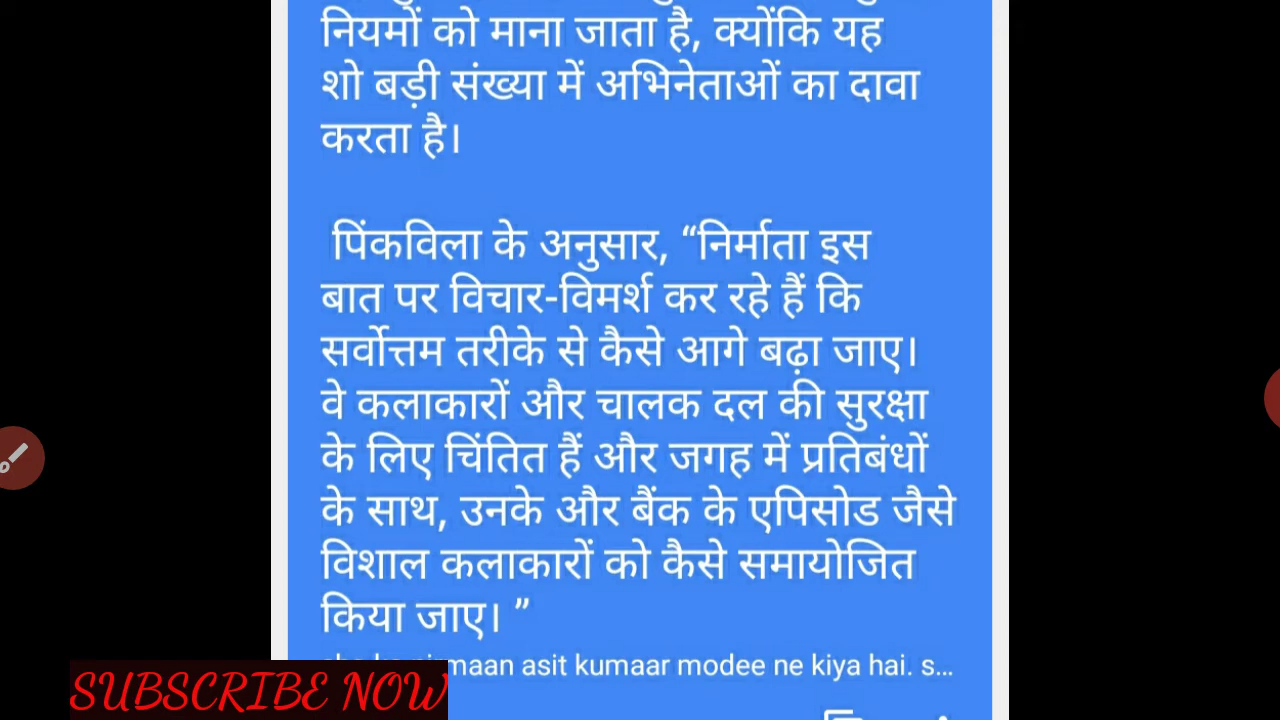 नियमों को माना जाता है, क्योंकि यह
शो बड़ी संख्या में अभिनेताओं का दावा
करता है।
पिंकविला के अनुसार, “निर्माता इस
बात पर विचार-विमर्श कर रहे हैं कि
सर्वोत्तम तरीके से कैसे आगे बढ़ा जाए।
वे कलाकारों और चालक दल की सुरक्षा
के लिए चिंतित हैं और जगह में प्रतिबंधों
के साथ, उनके और बैंक के एपिसोड जैसे
विशाल कलाकारों को कैसे समायोजित
किया जाए। ”
asit kumaar modee ne kiya hai. s...
SUBSCRIBE NOW